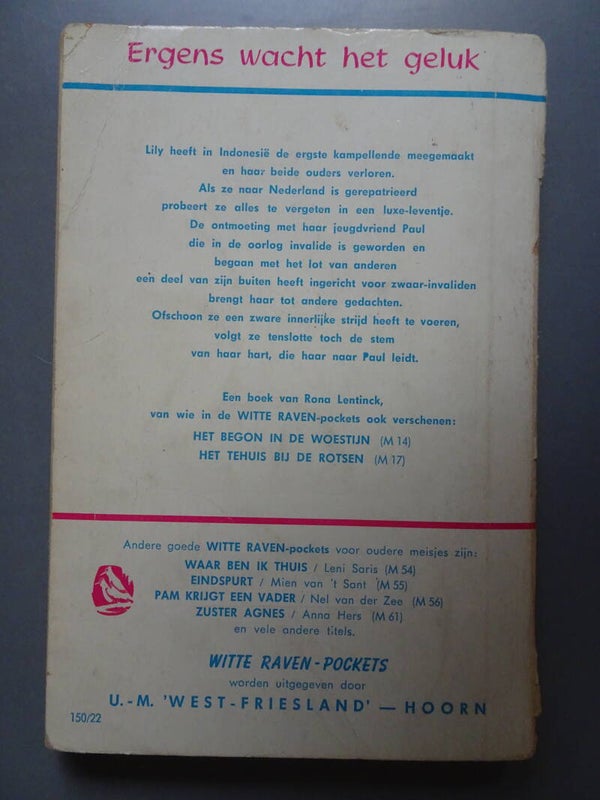 Ergens wacht het geluk
Lily heeft in Indonesië de ergste kampellende meegemaakt
en haar beide ouders verloren.
Als ze naar Nederland is gerepatrieerd
probeert ze alles te vergeten in een luxe-leventje.
De ontmoeting met haar jeugdvriend Paul
die in de oorlog invalide is geworden en
begaan met het lot van anderen
een deel van zijn buiten heeft ingericht voor zwaar-invaliden
brengt haar tot andere gedachten.
Ofschoon ze een zware innerlijke strijd heeft te voeren,
volgt ze tenslotte toch de stem
van haar hart, die haar naar Paul leidt.
Een boek van Rona Lentinck,
van wie in de WITTE RAVEN-pockets ook verschenen:
HET BEGON IN DE WOESTIJN (M 14)
HET TEHUIS BIJ DE ROTSEN (M 17)
Andere goede WITTE RAVEN-pockets voor oudere meisjes zijn:
WAAR BEN IK THUIS / Leni Saris (M 54)
EINDSPURT / Mien van 't Sant (M 55)
PAM KRIJGT EEN VADER / Nel van der Zee (M 56)
ZUSTER AGNES / Anna Hers (M 61)
en vele andere titels.
WITTE RAVEN-POCKETS
worden uitgegeven door
U.-M. 'WEST-FRIESLAND' — HOORN
150/22